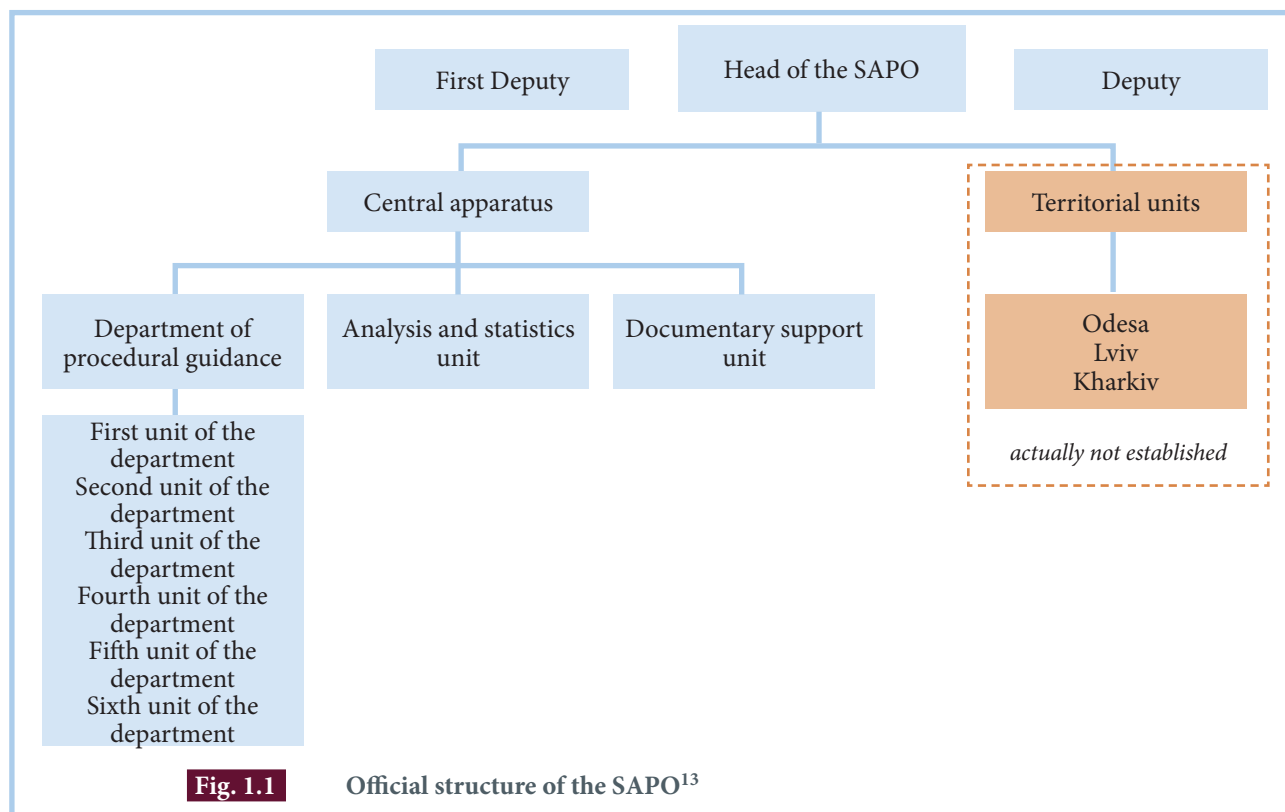 First Deputy
Head of the SAPO
Deputy
Central apparatus
Territorial units
Department of
procedural guidance
Analysis and statistics
unit
Documentary support
unit
Odesa
Lviv
Kharkiv
actually not established
First unit of the
department
Second unit of the
department
Third unit of the
department
Fourth unit of the
department
Fifth unit of the
department
Sixth unit of the
department
Fig. 1.1 Official structure of the SAPO¹³